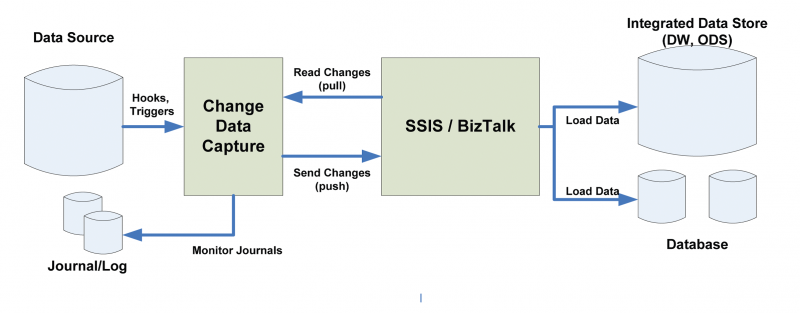 Data Source
Hooks,
Triggers
Change
Data
Capture
Read Changes
(pull)
Send Changes
(push)
SSIS / BizTalk
Integrated Data Store
(DW, ODS)
Load Data
Load Data
Database
Monitor Journals
Journal/Log